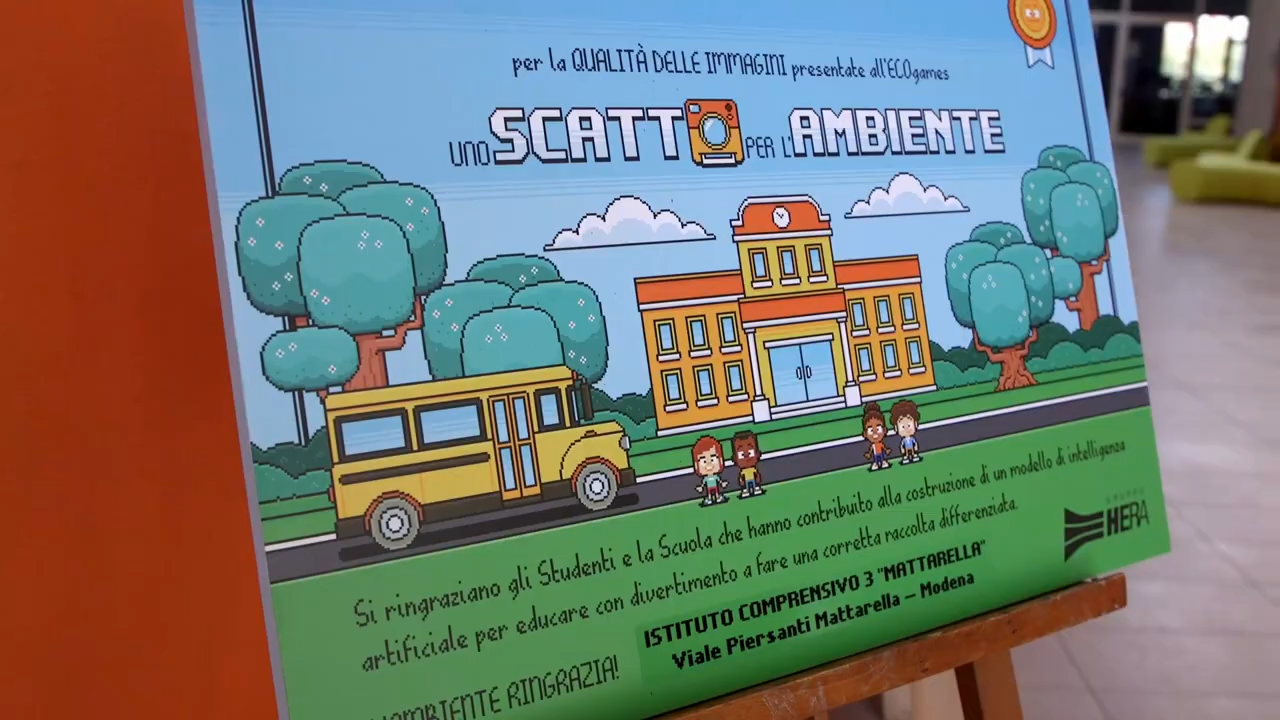 per la QUALITÀ DELLE IMMAGINI presentate all'ECOgames
UNO SCATTO PER L'AMBIENTE
Si ringraziano gli Studenti e la Scuola che hanno contribuito alla costruzione di un modello di intelligenza
artificiale per educare con divertimento a fare una corretta raccolta differenziata.
GRUPPO
HERA
ISTITUTO COMPRENSIVO 3 "MATTARELLA"
Viale Piersanti Mattarella – Modena
L'AMBIENTE RINGRAZIA!